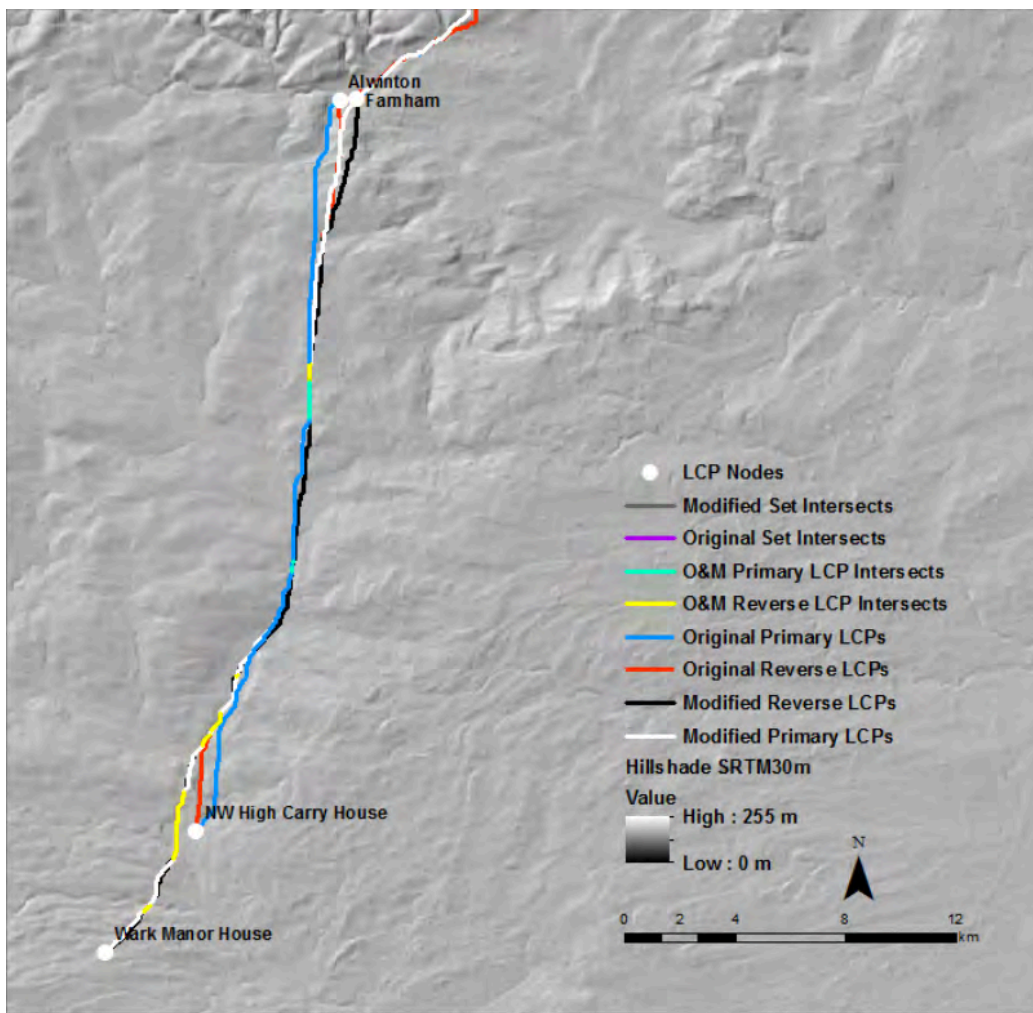 Alwinton
Farnham
LCP Nodes
Modified Set Intersects
Original Set Intersects
O&M Primary LCP Intersects
O&M Reverse LCP Intersects
Original Primary LCPs
Original Reverse LCPs
Modified Reverse LCPs
Modified Primary LCPs
Hillshade SRTM30m
Value
High : 255 m
Low : 0 m
NW High Carry House
N
Wark Manor House
0 2 4 8 12
km